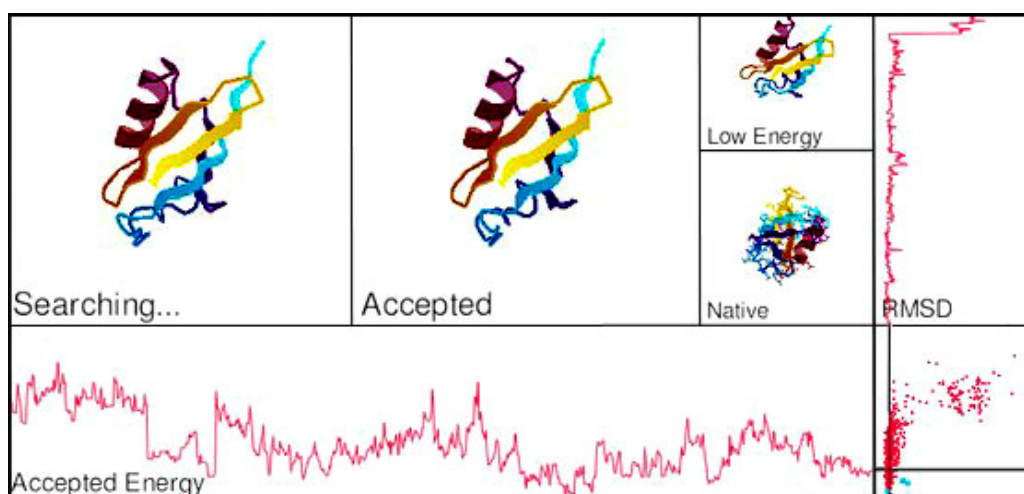 Searching...
Accepted
Low Energy
Native
RMSD
Accepted Energy